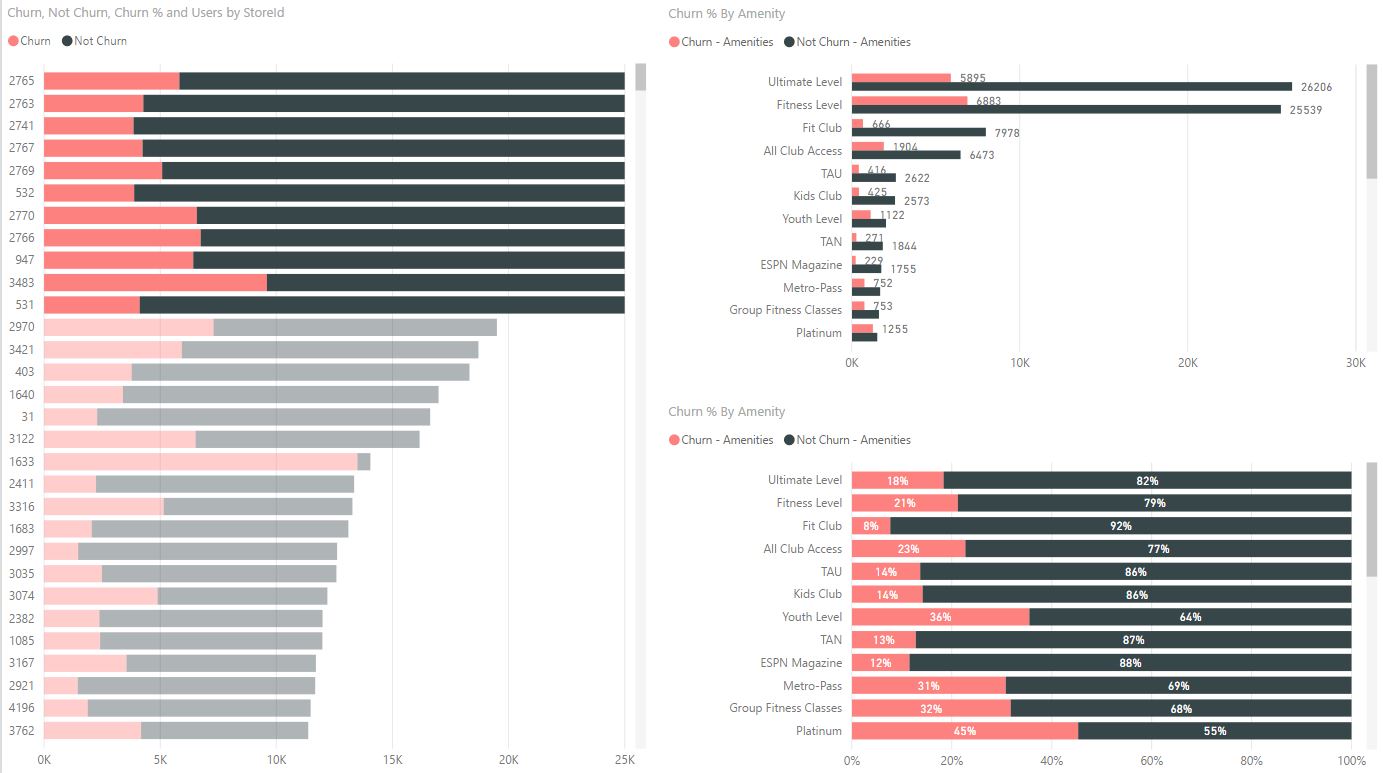 Churn, Not Churn, Churn % and Users by StoreId
Churn Not Churn
2765
2763
2741
2767
2769
532
2770
2766
947
3483
531
2970
3421
403
1640
31
3122
1633
2411
3316
1683
2997
3035
3074
2382
1085
3167
2921
4196
3762
0K 5K 10K 15K 20K 25K
Churn % By Amenity
Churn - Amenities Not Churn - Amenities
Ultimate Level 5895 26206
Fitness Level 6883 25539
Fit Club 666 7978
All Club Access 1904 6473
TAU 416 2622
Kids Club 425 2573
Youth Level 1122
TAN 271 1844
ESPN Magazine 229 1755
Metro-Pass 752
Group Fitness Classes 753
Platinum 1255
0K 10K 20K 30K
Churn % By Amenity
Churn - Amenities Not Churn - Amenities
Ultimate Level 18% 82%
Fitness Level 21% 79%
Fit Club 8% 92%
All Club Access 23% 77%
TAU 14% 86%
Kids Club 14% 86%
Youth Level 36% 64%
TAN 13% 87%
ESPN Magazine 12% 88%
Metro-Pass 31% 69%
Group Fitness Classes 32% 68%
Platinum 45% 55%
0% 20% 40% 60% 80% 100%